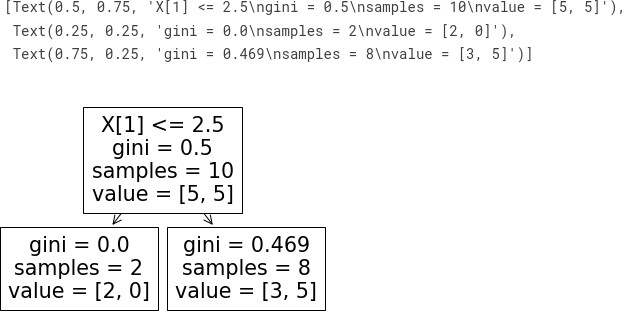 [Text(0.5, 0.75, 'X[1] <= 2.5\ngini = 0.5\nsamples = 10\nvalue = [5, 5]'),
Text(0.25, 0.25, 'gini = 0.0\nsamples = 2\nvalue = [2, 0]'),
Text(0.75, 0.25, 'gini = 0.469\nsamples = 8\nvalue = [3, 5]')]
X[1] <= 2.5
gini = 0.5
samples = 10
value = [5, 5]
gini = 0.0
samples = 2
value = [2, 0]
gini = 0.469
samples = 8
value = [3, 5]